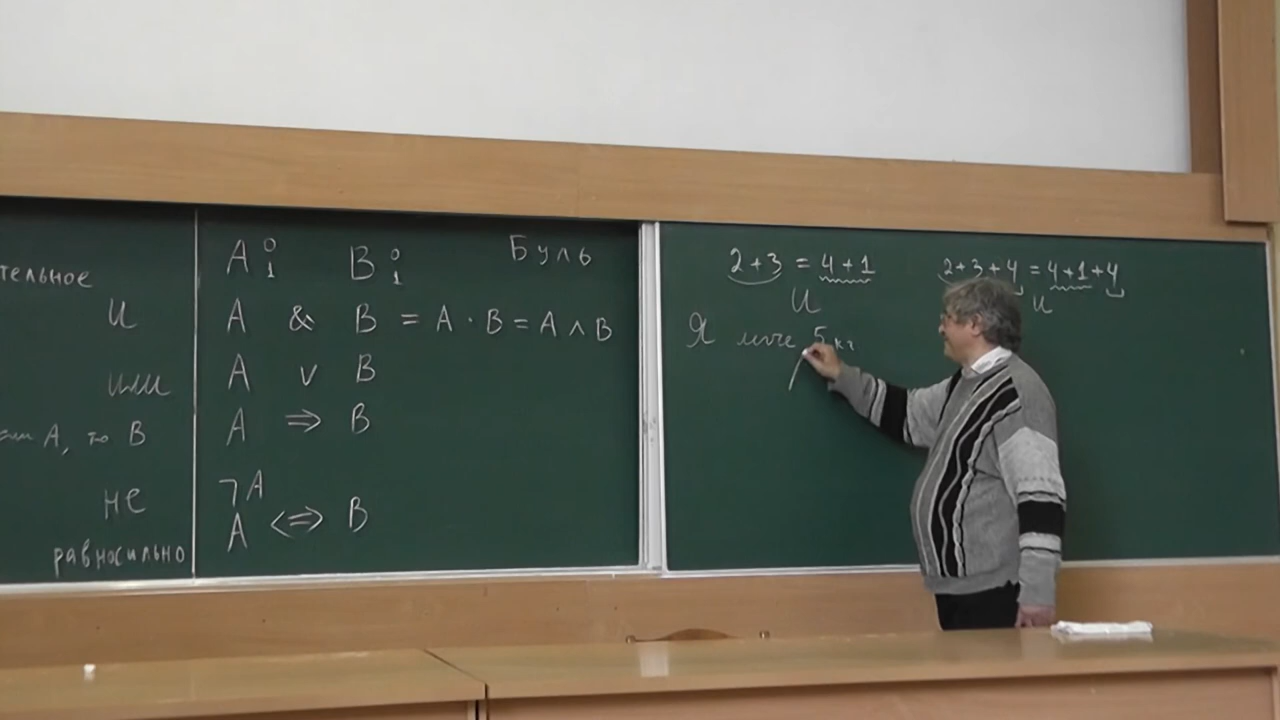 тельное
и
или
А, то В
не
равносильно
А 0 1 В 0 1 Буль
А & В = А · В = А ∧ В
А ∨ В
А ⇒ В
¬А
А <=> В
2+3 = 4+1
и
2+3+4 = 4+1+4
и
Я 5 кг